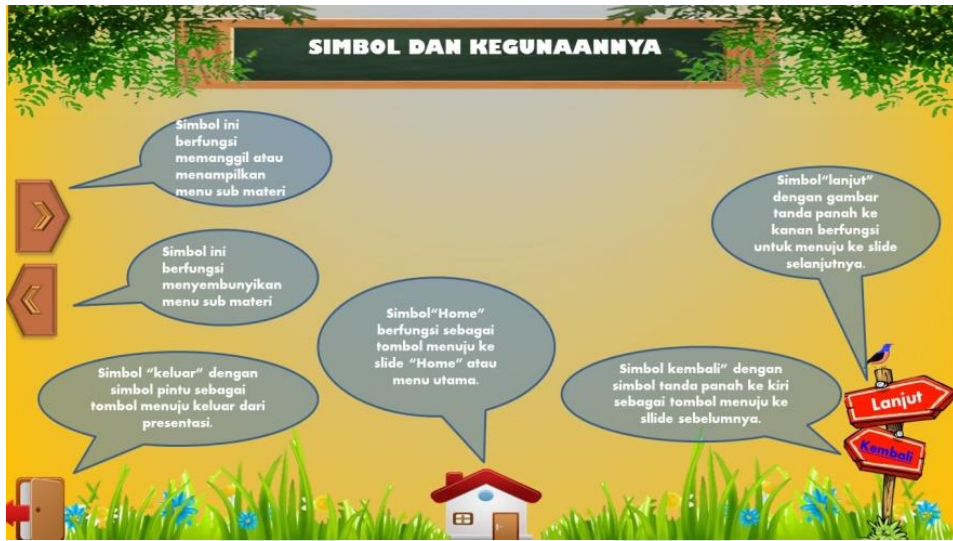 SIMBOL DAN KEGUNAANNYA
Simbol ini
berfungsi
memanggil atau
menampilkan
menu sub materi
Simbol ini
berfungsi
menyembunyikan
menu sub materi
Simbol "keluar" dengan
simbol pintu sebagai
tombol menuju keluar dari
presentasi.
Simbol"Home"
berfungsi sebagai
tombol menuju ke
slide "Home" atau
menu utama.
Simbol"lanjut"
dengan gambar
tanda panah ke
kanan berfungsi
untuk menuju ke slide
selanjutnya.
Simbol kembali" dengan
simbol tanda panah ke kiri
sebagai tombol menuju ke
sllide sebelumnya.
Lanjut
Kembali